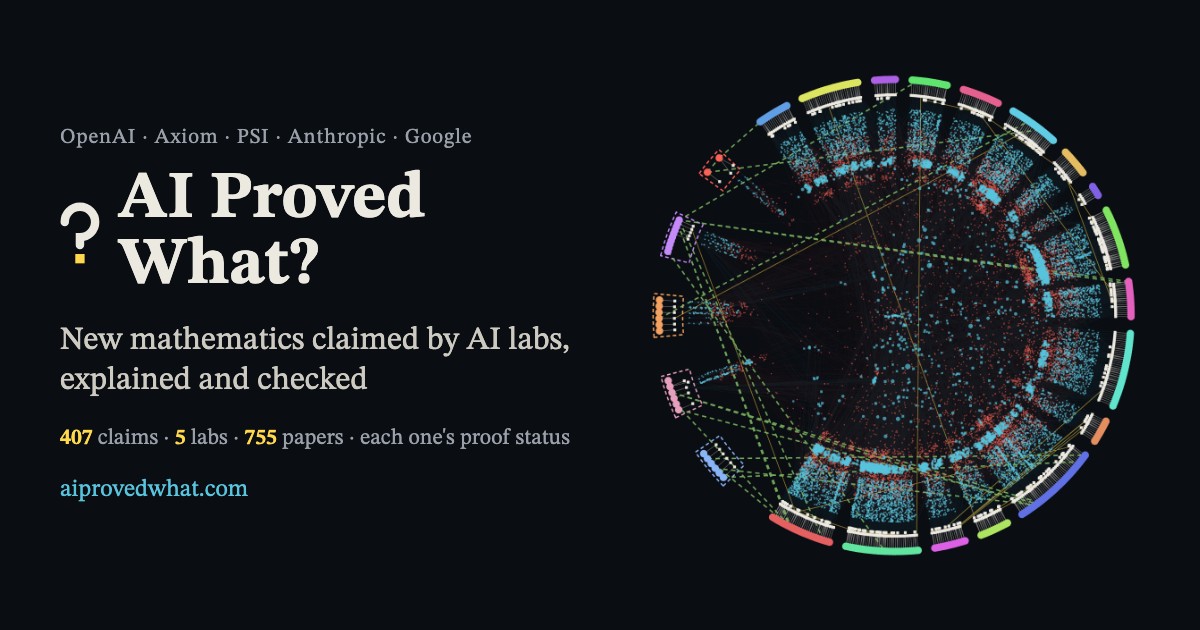 OpenAI · Axiom · PSI · Anthropic · Google
? AI Proved
What?
New mathematics claimed by AI labs,
explained and checked
407 claims · 5 labs · 755 papers · each one's proof status
aiprovedwhat.com